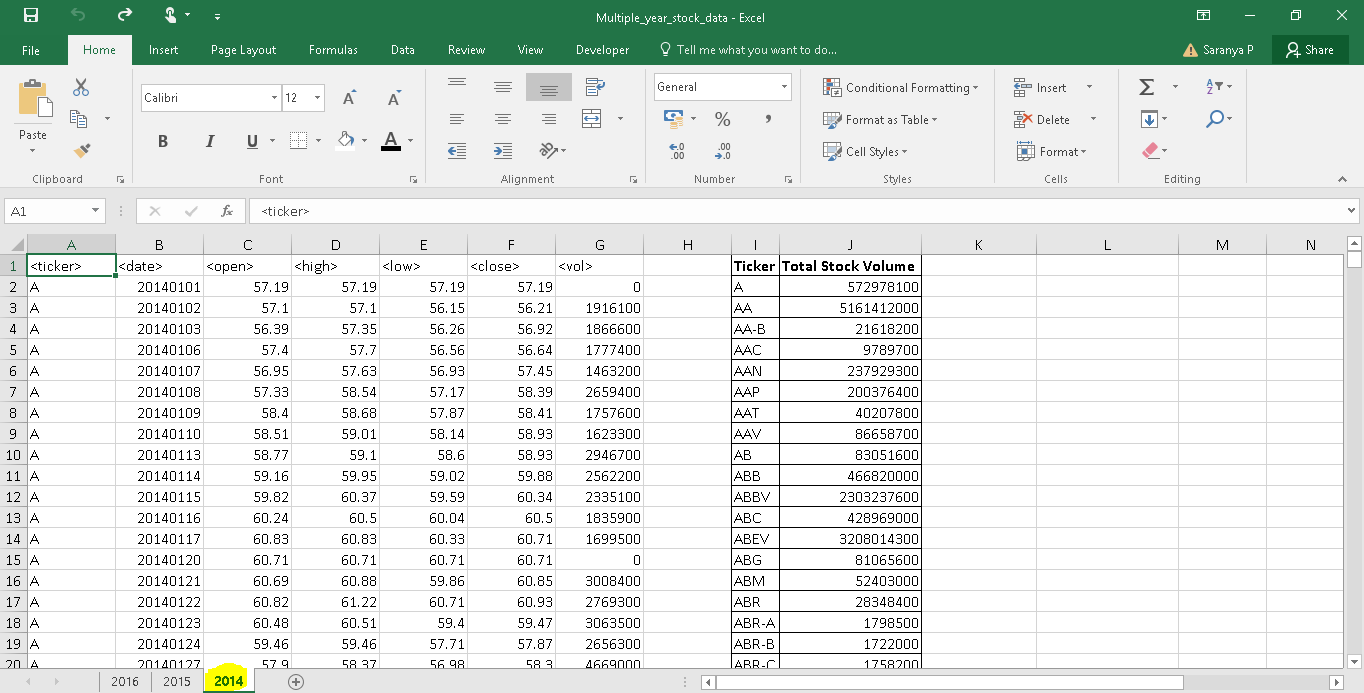 Multiple_year_stock_data - Excel
File Home Insert Page Layout Formulas Data Review View Developer Tell me what you want to do... Saranya P Share
Calibri 12 General Conditional Formatting Insert
Paste B I U A % , Format as Table Delete
Cell Styles Format
Clipboard Font Alignment Number Styles Cells Editing
A1 fx <ticker>
A B C D E F G H I J K L M N
1 <ticker> <date> <open> <high> <low> <close> <vol> Ticker Total Stock Volume
2 A 20140101 57.19 57.19 57.19 57.19 0 A 572978100
3 A 20140102 57.1 57.1 56.15 56.21 1916100 AA 5161412000
4 A 20140103 56.39 57.35 56.26 56.92 1866600 AA-B 21618200
5 A 20140106 57.4 57.7 56.56 56.64 1777400 AAC 9789700
6 A 20140107 56.95 57.63 56.93 57.45 1463200 AAN 237929300
7 A 20140108 57.33 58.54 57.17 58.39 2659400 AAP 200376400
8 A 20140109 58.4 58.68 57.87 58.41 1757600 AAT 40207800
9 A 20140110 58.51 59.01 58.14 58.93 1623300 AAV 86658700
10 A 20140113 58.77 59.1 58.6 58.93 2946700 AB 83051600
11 A 20140114 59.16 59.95 59.02 59.88 2562200 ABB 466820000
12 A 20140115 59.82 60.37 59.59 60.34 2335100 ABBV 2303237600
13 A 20140116 60.24 60.5 60.04 60.5 1835900 ABC 428969000
14 A 20140117 60.83 60.83 60.33 60.71 1699500 ABEV 3208014300
15 A 20140120 60.71 60.71 60.71 60.71 0 ABG 81065600
16 A 20140121 60.69 60.88 59.86 60.85 3008400 ABM 52403000
17 A 20140122 60.82 61.22 60.71 60.93 2769300 ABR 28348400
18 A 20140123 60.48 60.51 59.4 59.47 3063500 ABR-A 1798500
19 A 20140124 59.46 59.46 57.71 57.87 2656300 ABR-B 1722000
20 A 20140127 57.9 58.37 56.98 58.3 4669000 ABR-C 1758200
2016 2015 2014